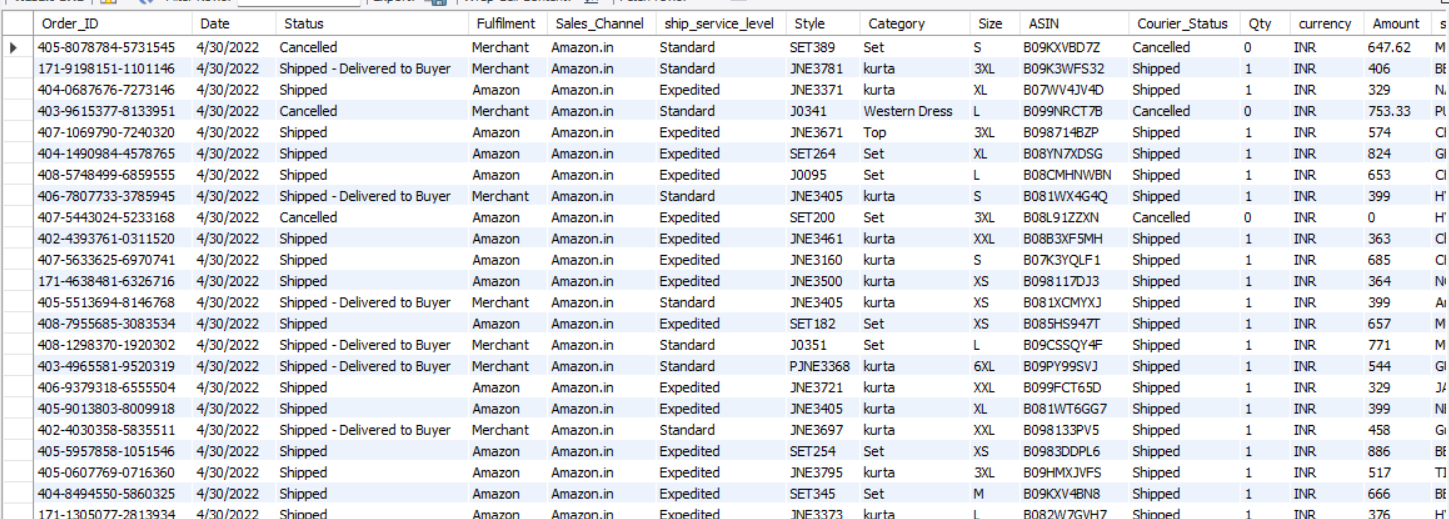 Order_ID Date Status Fulfilment Sales_Channel ship_service_level Style Category Size ASIN Courier_Status Qty currency Amount s
405-8078784-5731545 4/30/2022 Cancelled Merchant Amazon.in Standard SET389 Set S B09KXVBD7Z Cancelled 0 INR 647.62 M
171-9198151-1101146 4/30/2022 Shipped - Delivered to Buyer Merchant Amazon.in Standard JNE3781 kurta 3XL B09K3WFS32 Shipped 1 INR 406 BE
404-0687676-7273146 4/30/2022 Shipped Amazon Amazon.in Expedited JNE3371 kurta XL B07WV4JV4D Shipped 1 INR 329 N
403-9615377-8133951 4/30/2022 Cancelled Merchant Amazon.in Standard J0341 Western Dress L B099NRCT7B Cancelled 0 INR 753.33 PU
407-1069790-7240320 4/30/2022 Shipped Amazon Amazon.in Expedited JNE3671 Top 3XL B098714BZP Shipped 1 INR 574 C
404-1490984-4578765 4/30/2022 Shipped Amazon Amazon.in Expedited SET264 Set XL B08YN7XDSG Shipped 1 INR 824 G
408-5748499-6859555 4/30/2022 Shipped Amazon Amazon.in Expedited J0095 Set L B08CMHNWBN Shipped 1 INR 653 C
406-7807733-3785945 4/30/2022 Shipped - Delivered to Buyer Merchant Amazon.in Standard JNE3405 kurta S B081WX4G4Q Shipped 1 INR 399 H
407-5443024-5233168 4/30/2022 Cancelled Amazon Amazon.in Expedited SET200 Set 3XL B08L91ZZXN Cancelled 0 INR 0 H
402-4393761-0311520 4/30/2022 Shipped Amazon Amazon.in Expedited JNE3461 kurta XXL B08B3XF5MH Shipped 1 INR 363 C
407-5633625-6970741 4/30/2022 Shipped Amazon Amazon.in Expedited JNE3160 kurta S B07K3YQLF1 Shipped 1 INR 685 C
171-4638481-6326716 4/30/2022 Shipped Amazon Amazon.in Expedited JNE3500 kurta XS B098117DJ3 Shipped 1 INR 364 N
405-5513694-8146768 4/30/2022 Shipped - Delivered to Buyer Merchant Amazon.in Standard JNE3405 kurta XS B081XCMYXJ Shipped 1 INR 399 A
408-7955685-3083534 4/30/2022 Shipped Amazon Amazon.in Expedited SET182 Set XS B085HS947T Shipped 1 INR 657 M
408-1298370-1920302 4/30/2022 Shipped - Delivered to Buyer Merchant Amazon.in Standard J0351 Set L B09CSSQY4F Shipped 1 INR 771 M
403-4965581-9520319 4/30/2022 Shipped - Delivered to Buyer Merchant Amazon.in Standard PJNE3368 kurta 6XL B09PY99SVJ Shipped 1 INR 544 G
406-9379318-6555504 4/30/2022 Shipped Amazon Amazon.in Expedited JNE3721 kurta XXL B099FCT65D Shipped 1 INR 329 JA
405-9013803-8009918 4/30/2022 Shipped Amazon Amazon.in Expedited JNE3405 kurta XL B081WT6GG7 Shipped 1 INR 399 N
402-4030358-5835511 4/30/2022 Shipped - Delivered to Buyer Merchant Amazon.in Standard JNE3697 kurta XXL B098133PV5 Shipped 1 INR 458 G
405-5957858-1051546 4/30/2022 Shipped Amazon Amazon.in Expedited SET254 Set XS B0983DDPL6 Shipped 1 INR 886 BE
405-0607769-0716360 4/30/2022 Shipped Amazon Amazon.in Expedited JNE3795 kurta 3XL B09HMXJVFS Shipped 1 INR 517 T
404-8494550-5860325 4/30/2022 Shipped Amazon Amazon.in Expedited SET345 Set M B09KXV4BN8 Shipped 1 INR 666 BE
171-1305077-2813934 4/30/2022 Shipped Amazon Amazon.in Expedited JNE3373 kurta L B082W7GVH7 Shipped 1 INR 376 H